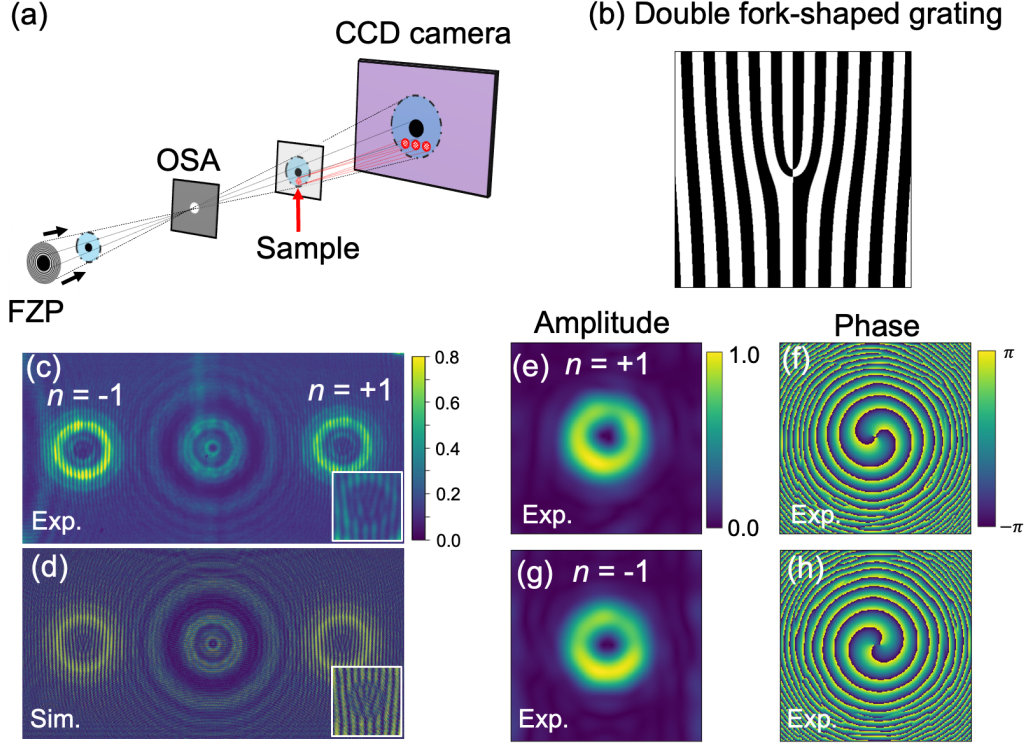 (a)
CCD camera
OSA
Sample
FZP
(b) Double fork-shaped grating
Amplitude
Phase
(c)
n = -1
n = +1
Exp.
0.8
0.6
0.4
0.2
0.0
(d)
Sim.
(e) n = +1
Exp.
1.0
0.0
(f)
Exp.
π
−π
(g) n = -1
Exp.
(h)
Exp.